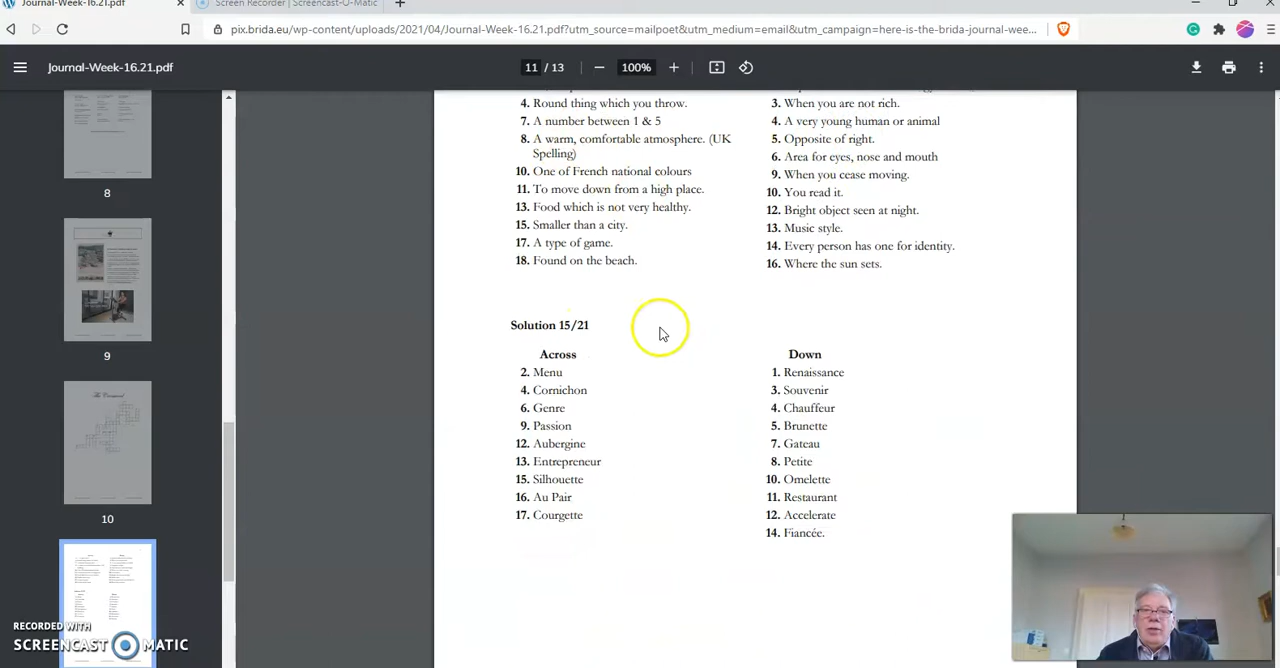 Journal-Week-16.21.pdf
Screen Recorder | Screencast-O-Matic
pix.brida.eu/wp-content/uploads/2021/04/Journal-Week-16.21.pdf?utm_source=mailpoet&utm_medium=email&utm_campaign=here-is-the-brida-journal-wee...
Journal-Week-16.21.pdf
11 / 13
100%
4. Round thing which you throw.
7. A number between 1 & 5
8. A warm, comfortable atmosphere. (UK
Spelling)
10. One of French national colours
11. To move down from a high place.
13. Food which is not very healthy.
15. Smaller than a city.
17. A type of game.
18. Found on the beach.
3. When you are not rich.
4. A very young human or animal
5. Opposite of right.
6. Area for eyes, nose and mouth
9. When you cease moving.
10. You read it.
12. Bright object seen at night.
13. Music style.
14. Every person has one for identity.
16. Where the sun sets.
Solution 15/21
Across
2. Menu
4. Cornichon
6. Genre
9. Passion
12. Aubergine
13. Entrepreneur
15. Silhouette
16. Au Pair
17. Courgette
Down
1. Renaissance
3. Souvenir
4. Chauffeur
5. Brunette
7. Gateau
8. Petite
10. Omelette
11. Restaurant
12. Accelerate
14. Fiancée.
8
9
The Crossword
10
RECORDED WITH
SCREENCAST MATIC